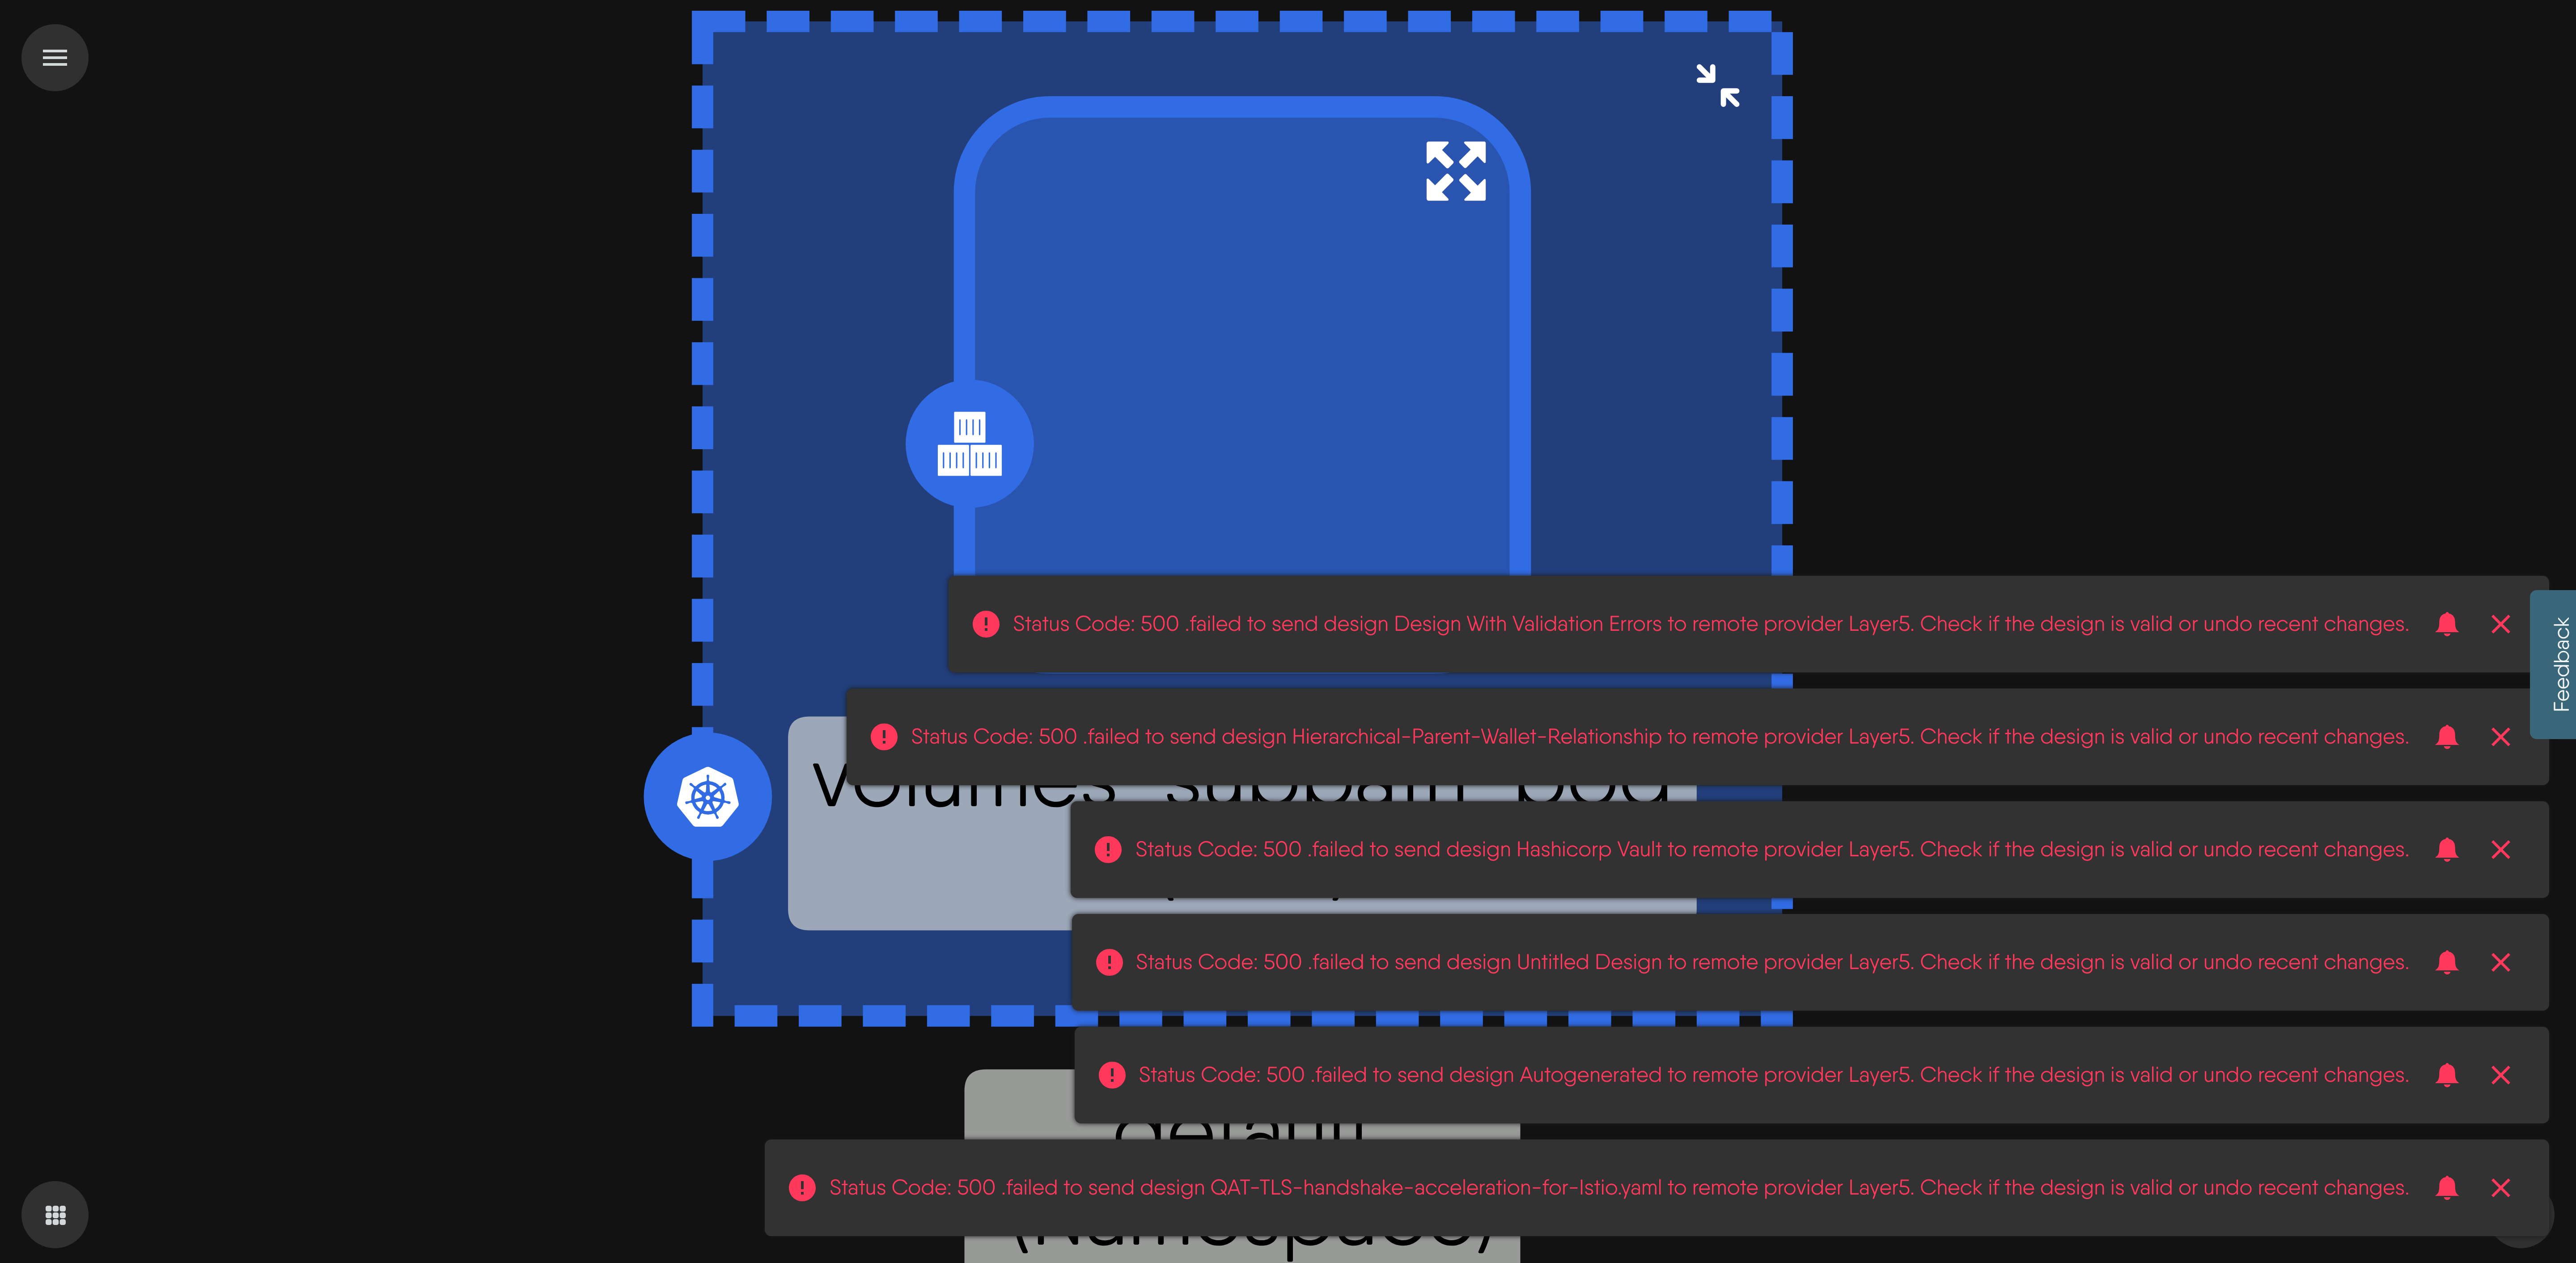 Status Code: 500 .failed to send design Design With Validation Errors to remote provider Layer5. Check if the design is valid or undo recent changes.
Feedback
Status Code: 500 .failed to send design Hierarchical-Parent-Wallet-Relationship to remote provider Layer5. Check if the design is valid or undo recent changes.
Volumes subpath pod
Status Code: 500 .failed to send design Hashicorp Vault to remote provider Layer5. Check if the design is valid or undo recent changes.
Status Code: 500 .failed to send design Untitled Design to remote provider Layer5. Check if the design is valid or undo recent changes.
Status Code: 500 .failed to send design Autogenerated to remote provider Layer5. Check if the design is valid or undo recent changes.
default
Status Code: 500 .failed to send design QAT-TLS-handshake-acceleration-for-Istio.yaml to remote provider Layer5. Check if the design is valid or undo recent changes.
(Namespace)